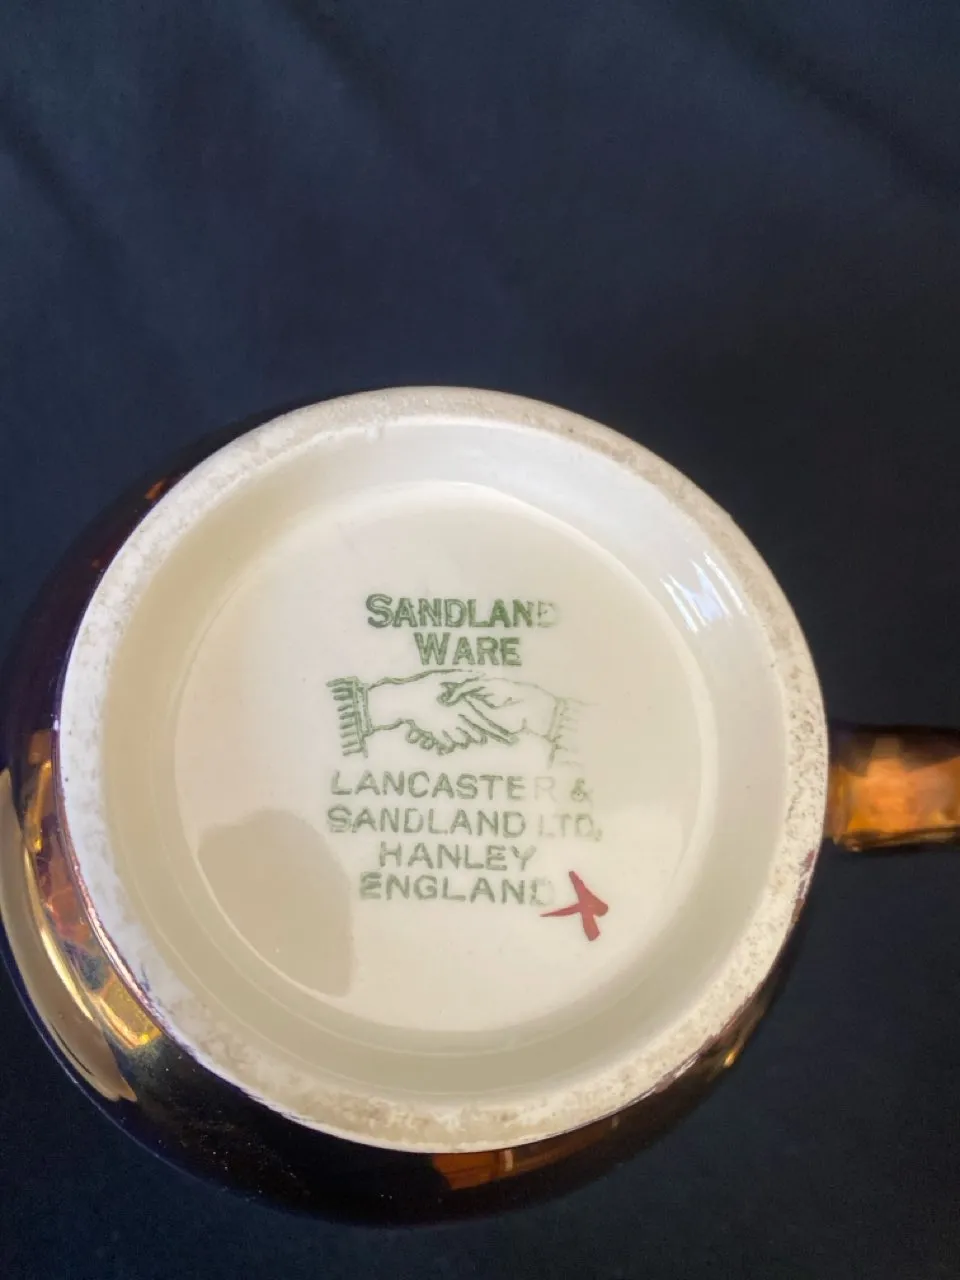 SANDLAND
WARE
LANCASTER &
SANDLAND LTD,
HANLEY
ENGLAND